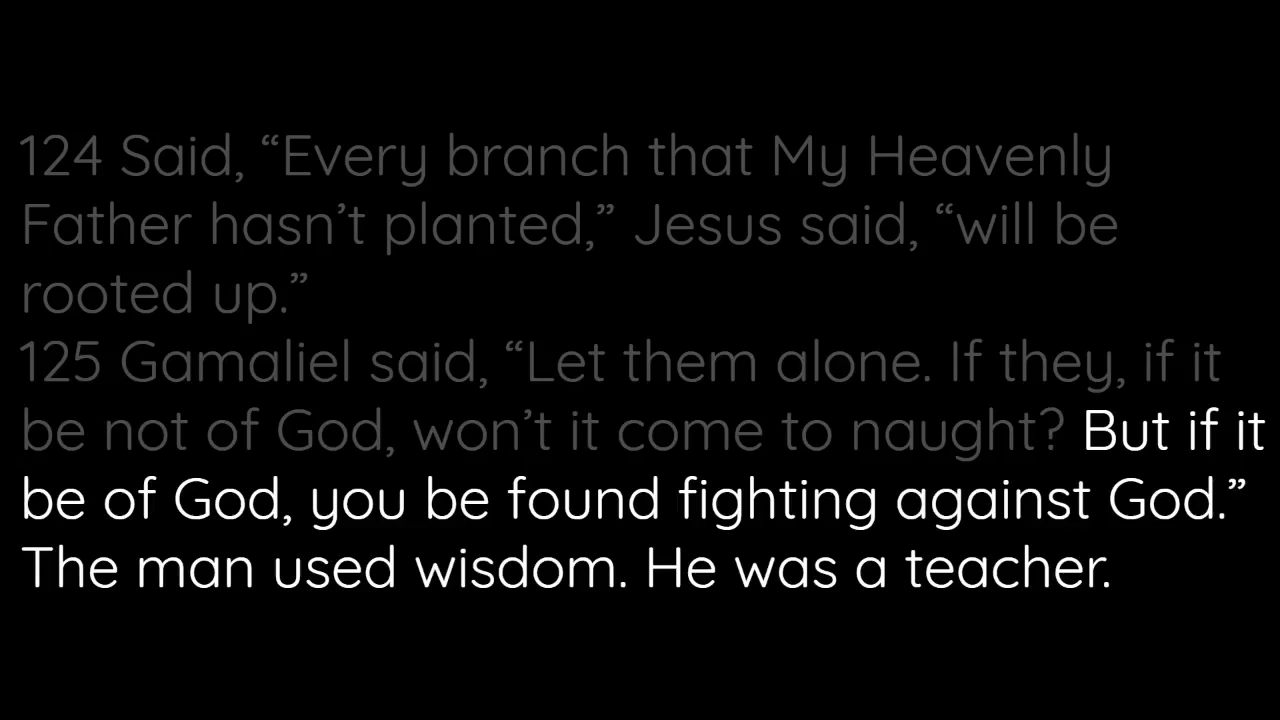 124 Said, “Every branch that My Heavenly
Father hasn’t planted,” Jesus said, “will be
rooted up.”
125 Gamaliel said, “Let them alone. If they, if it
be not of God, won’t it come to naught? But if it
be of God, you be found fighting against God.”
The man used wisdom. He was a teacher.